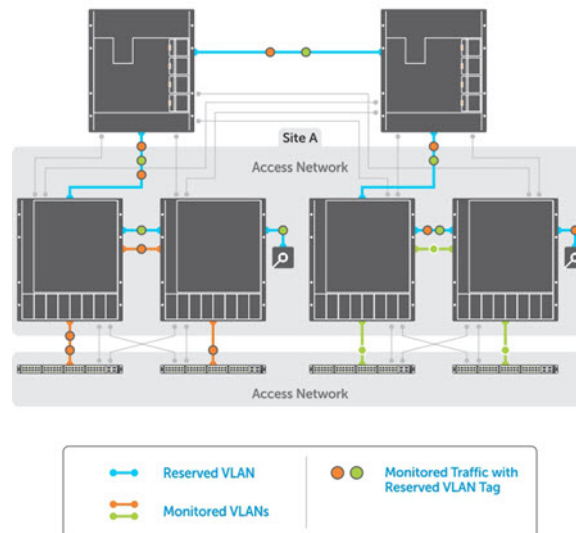 Site A
Access Network
Access Network
Reserved VLAN
Monitored VLANs
Monitored Traffic with
Reserved VLAN Tag